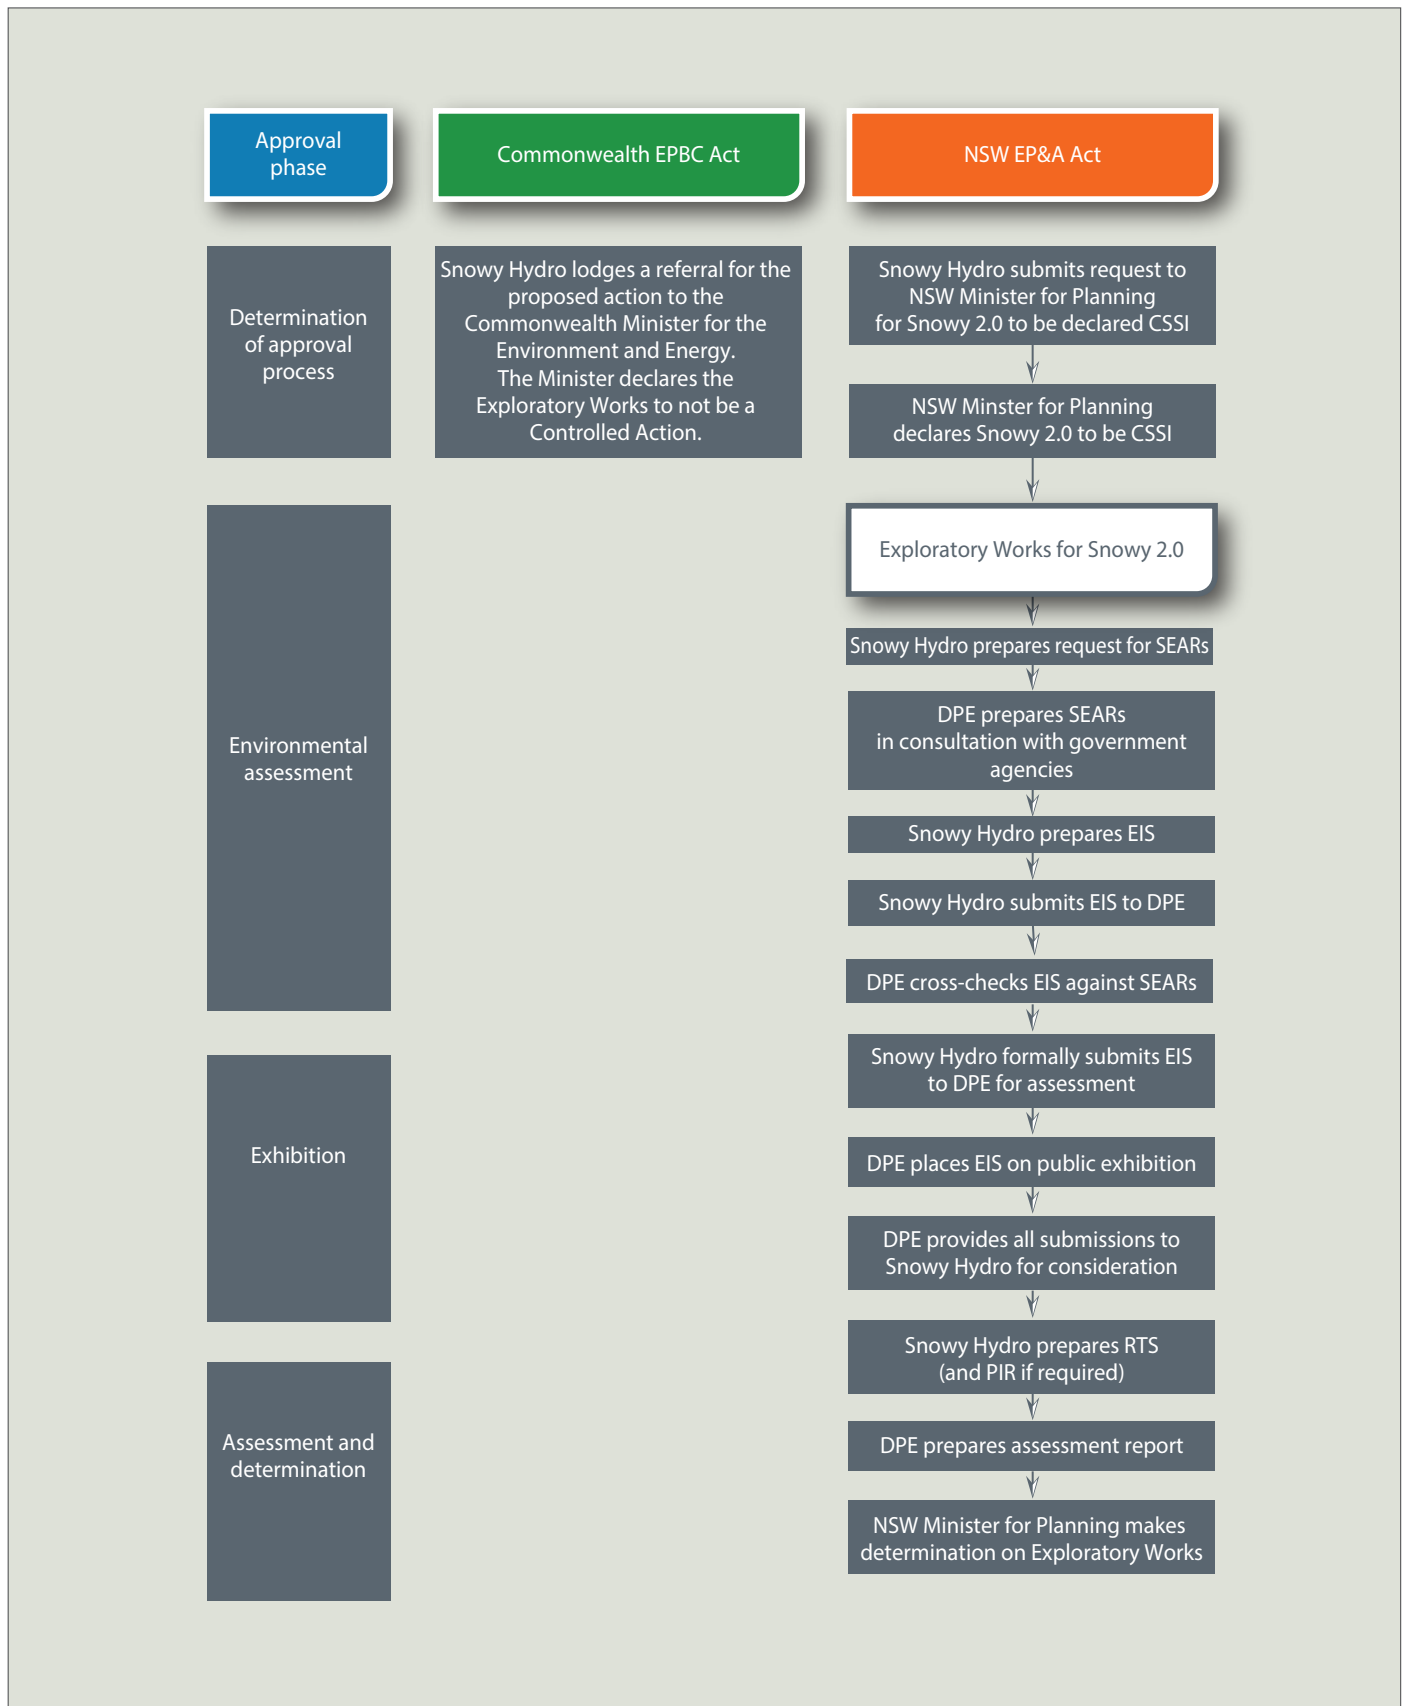 Approval
phase
Commonwealth EPBC Act
NSW EP&A Act
Determination
of approval
process
Snowy Hydro lodges a referral for the
proposed action to the
Commonwealth Minister for the
Environment and Energy.
The Minister declares the
Exploratory Works to not be a
Controlled Action.
Snowy Hydro submits request to
NSW Minister for Planning
for Snowy 2.0 to be declared CSSI
NSW Minster for Planning
declares Snowy 2.0 to be CSSI
Environmental
assessment
Exploratory Works for Snowy 2.0
Snowy Hydro prepares request for SEARs
DPE prepares SEARs
in consultation with government
agencies
Snowy Hydro prepares EIS
Snowy Hydro submits EIS to DPE
DPE cross-checks EIS against SEARs
Exhibition
Snowy Hydro formally submits EIS
to DPE for assessment
DPE places EIS on public exhibition
DPE provides all submissions to
Snowy Hydro for consideration
Assessment and
determination
Snowy Hydro prepares RTS
(and PIR if required)
DPE prepares assessment report
NSW Minister for Planning makes
determination on Exploratory Works